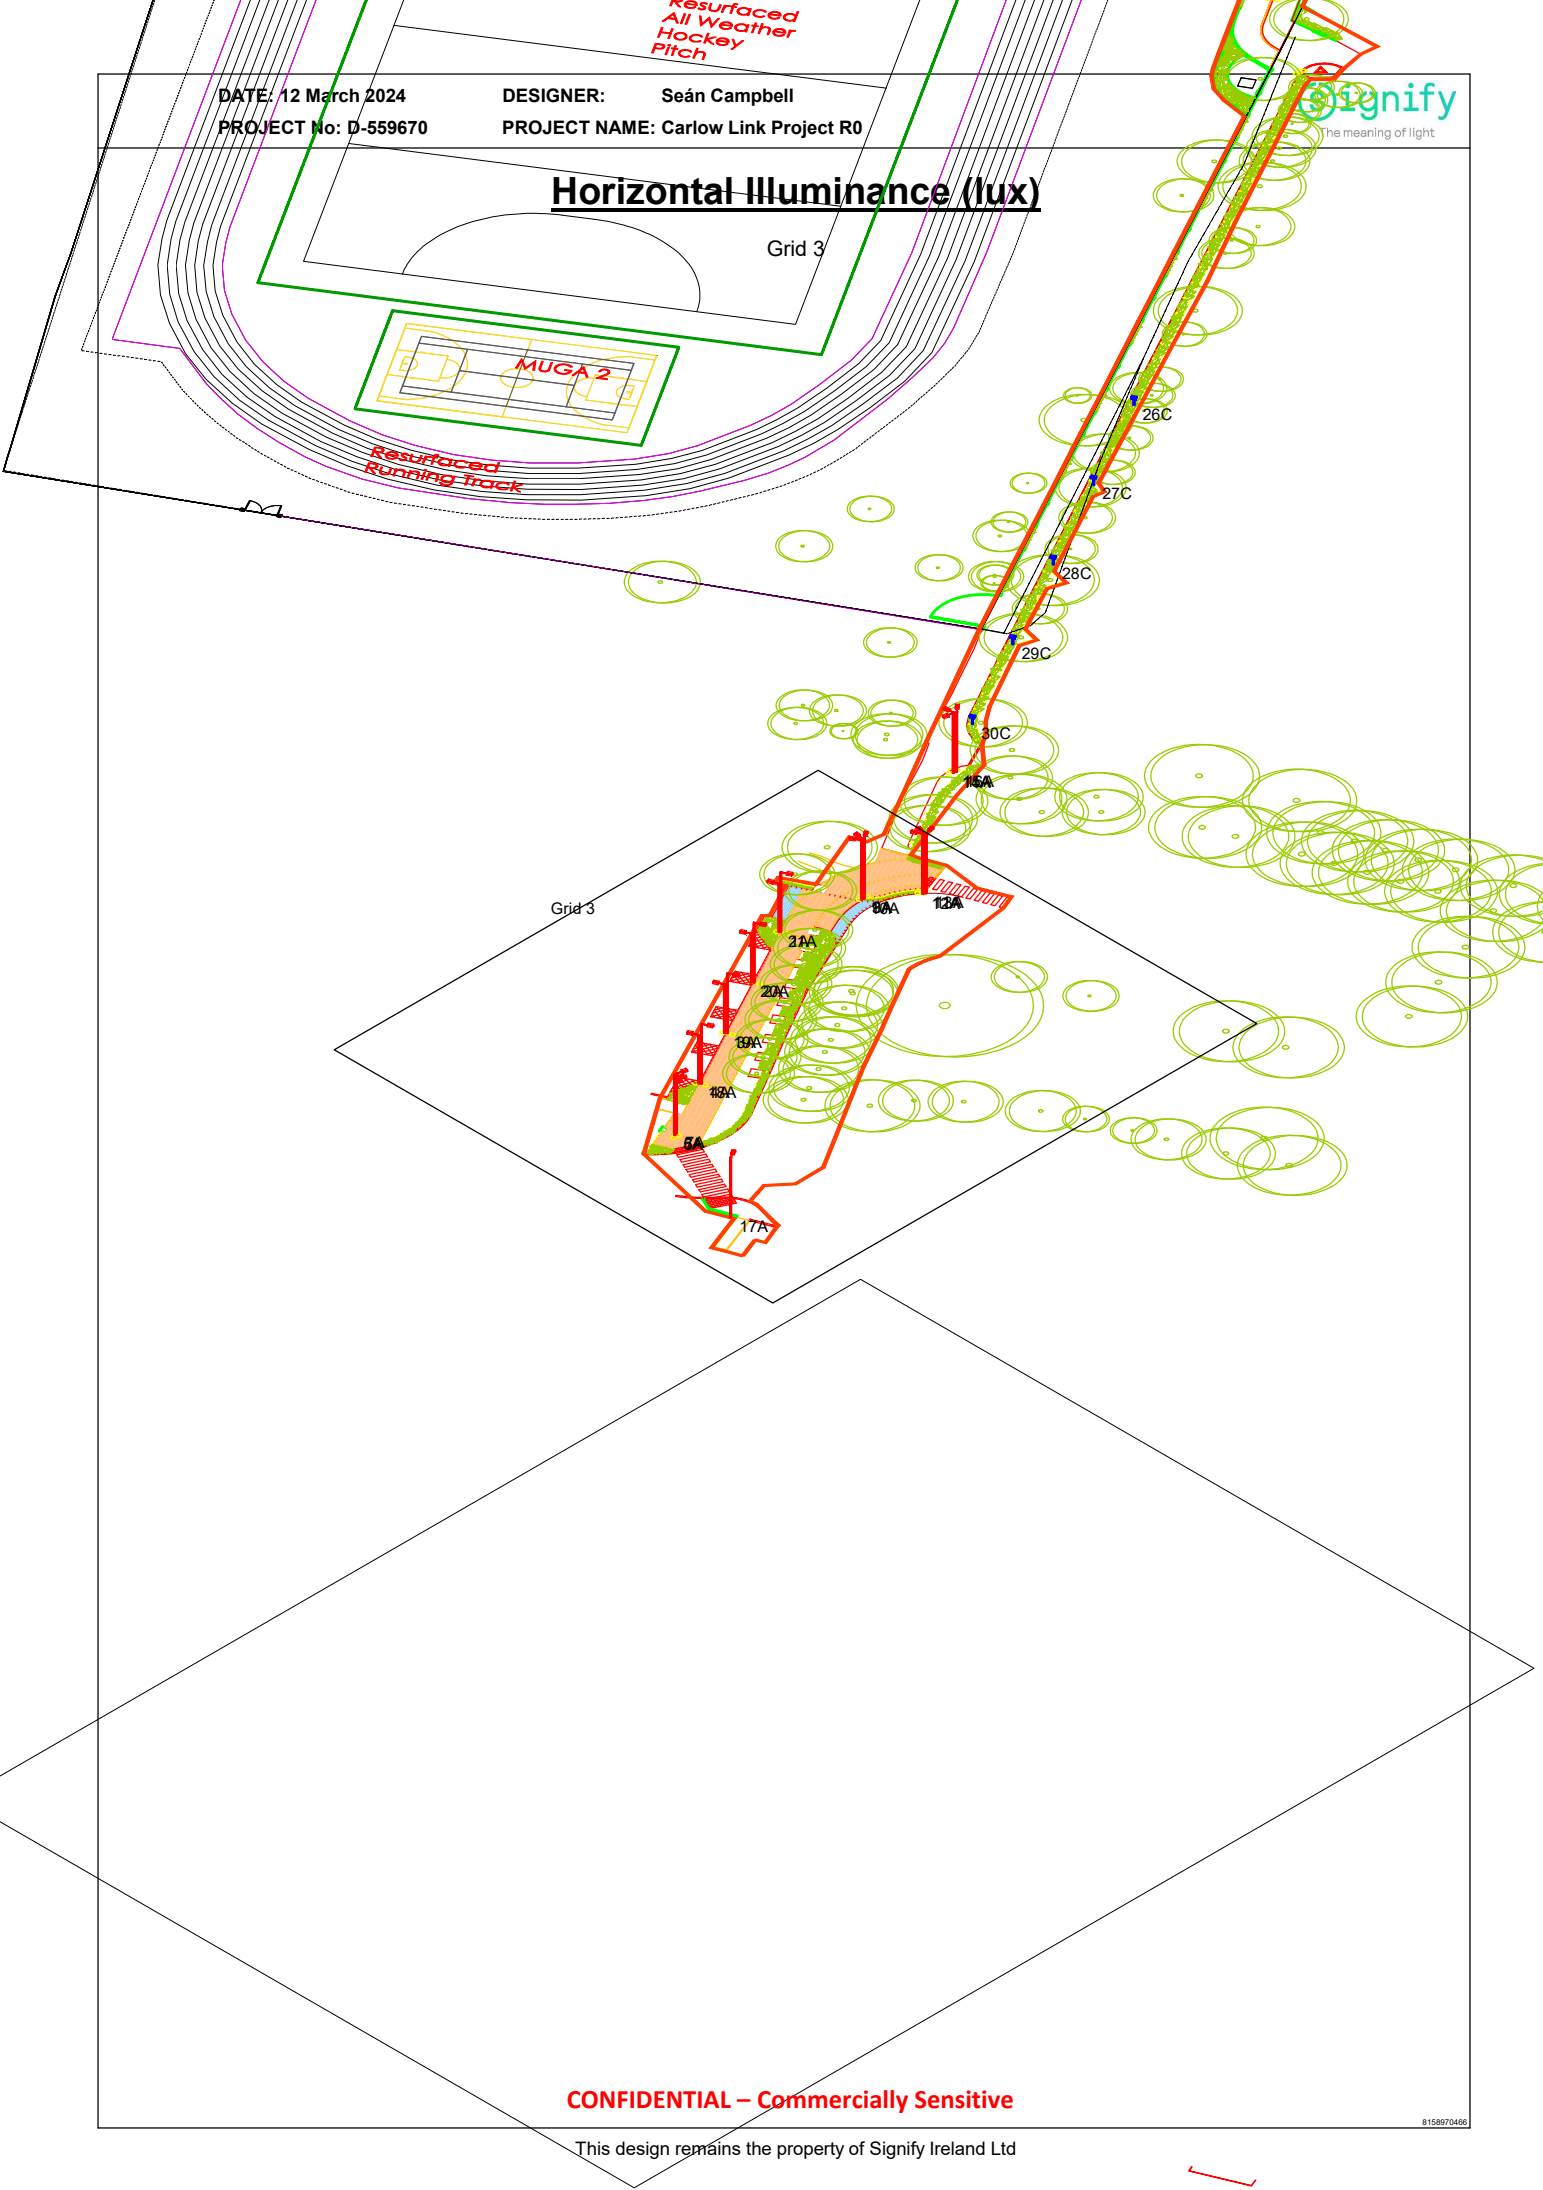 Resurfaced
All Weather
Hockey
Pitch
DATE: 12 March 2024 DESIGNER: Seán Campbell
PROJECT No: D-559670 PROJECT NAME: Carlow Link Project R0
Signify
The meaning of light
Horizontal Illuminance (lux)
Grid 3
MUGA 2
Resurfaced
Running Track
26C
27C
28C
29C
30C
Grid 3
17A
CONFIDENTIAL – Commercially Sensitive
8158970466
This design remains the property of Signify Ireland Ltd